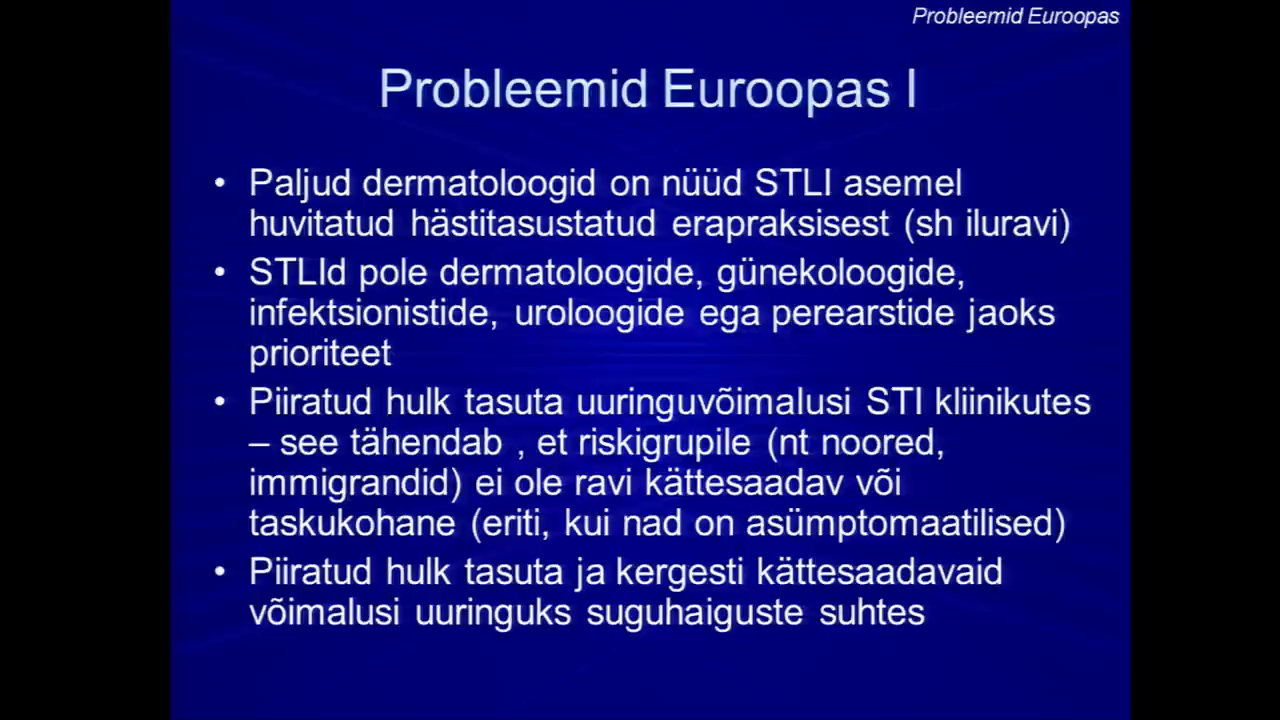 Probleemid Euroopas
Probleemid Euroopas I
• Paljud dermatoloogid on nüüd STLI asemel
huvitatud hästitasustatud erapraksisest (sh iluravi)
• STLId pole dermatoloogide, günekoloogide,
infektsionistide, uroloogide ega perearstide jaoks
prioriteet
• Piiratud hulk tasuta uuringuvõimalusi STI kliinikutes
– see tähendab , et riskigrupile (nt noored,
immigrandid) ei ole ravi kättesaadav või
taskukohane (eriti, kui nad on asümptomaatilised)
• Piiratud hulk tasuta ja kergesti kättesaadavaid
võimalusi uuringuks suguhaiguste suhtes